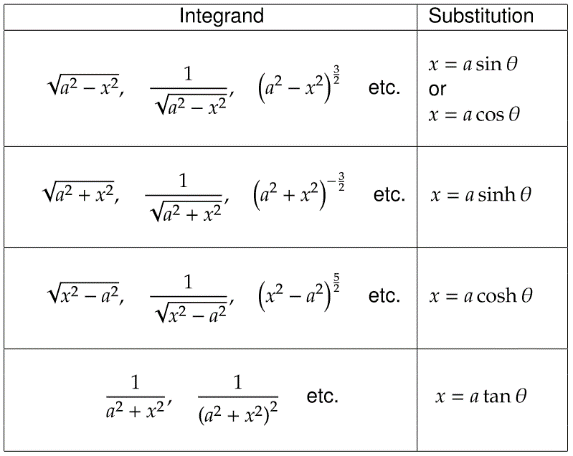 Integrand Substitution
√(a² − x²), 1/√(a² − x²), (a² − x²)^(3/2) etc. x = a sin θ
or
x = a cos θ
√(a² + x²), 1/√(a² + x²), (a² + x²)^(−3/2) etc. x = a sinh θ
√(x² − a²), 1/√(x² − a²), (x² − a²)^(5/2) etc. x = a cosh θ
1/(a² + x²), 1/(a² + x²)² etc. x = a tan θ